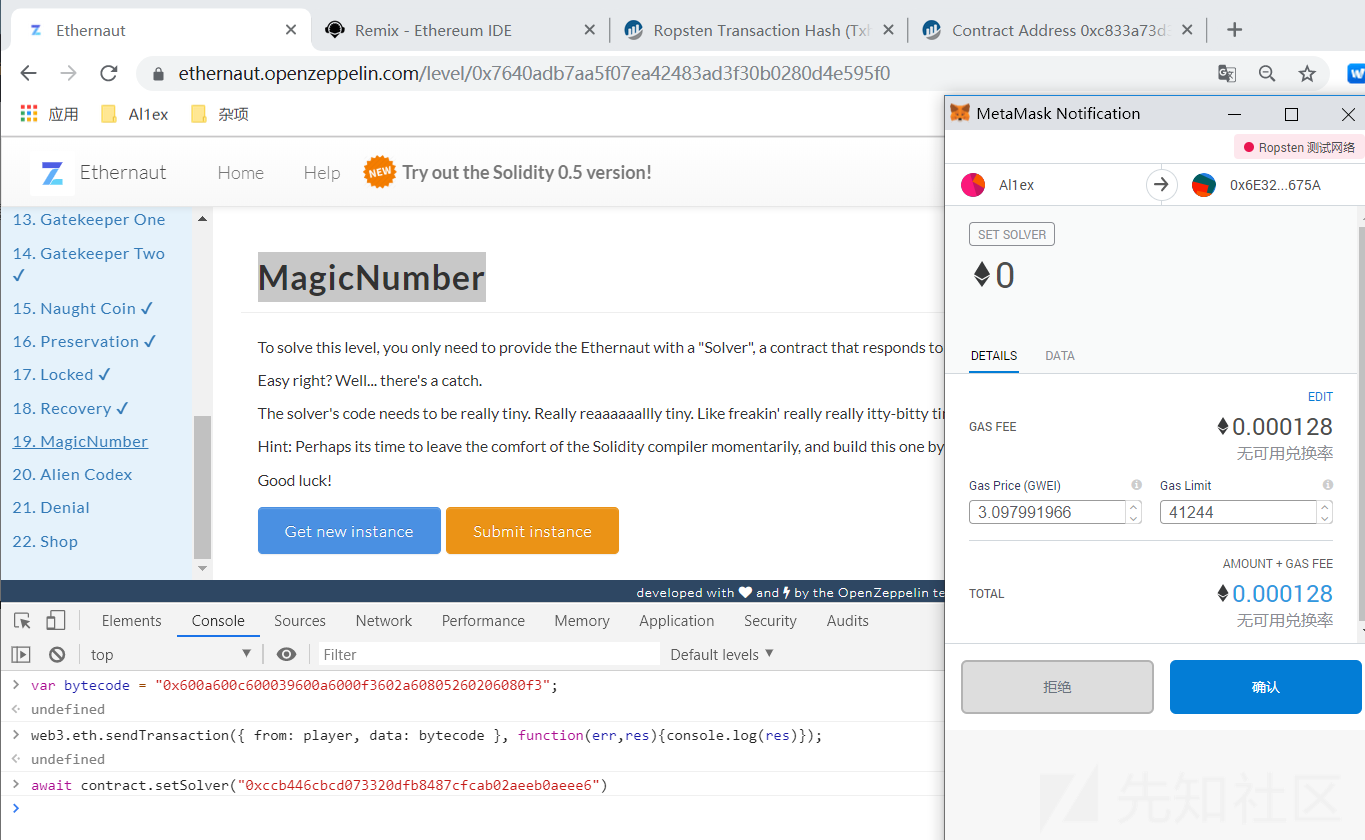 Ethernaut
Remix - Ethereum IDE
Ropsten Transaction Hash (Txh
Contract Address 0xc833a73d
ethernaut.openzeppelin.com/level/0x7640adb7aa5f07ea42483ad3f30b0280d4e595f0
应用
Al1ex
杂项
MetaMask Notification
Ropsten 测试网络
Ethernaut
Home
Help
NEW
Try out the Solidity 0.5 version!
Al1ex
0x6E32...675A
13. Gatekeeper One
14. Gatekeeper Two
✓
15. Naught Coin ✓
16. Preservation ✓
17. Locked ✓
18. Recovery ✓
19. MagicNumber
20. Alien Codex
21. Denial
22. Shop
MagicNumber
To solve this level, you only need to provide the Ethernaut with a "Solver", a contract that responds to
Easy right? Well... there's a catch.
The solver's code needs to be really tiny. Really reaaaaaallly tiny. Like freakin' really really itty-bitty
Hint: Perhaps its time to leave the comfort of the Solidity compiler momentarily, and build this one by
Good luck!
Get new instance
Submit instance
developed with
and
by the OpenZeppelin te
SET SOLVER
0
DETAILS
DATA
EDIT
GAS FEE
0.000128
无可用兑换率
Gas Price (GWEI)
Gas Limit
3.097991966
41244
AMOUNT + GAS FEE
TOTAL
0.000128
无可用兑换率
拒绝
确认
Elements
Console
Sources
Network
Performance
Memory
Application
Security
Audits
top
Filter
Default levels
> var bytecode = "0x600a600c600039600a6000f3602a60805260206080f3";
undefined
> web3.eth.sendTransaction({ from: player, data: bytecode }, function(err,res){console.log(res)});
undefined
> await contract.setSolver("0xccb446cbcd073320dfb8487cfcab02aeeb0aeee6")
>
先知社区